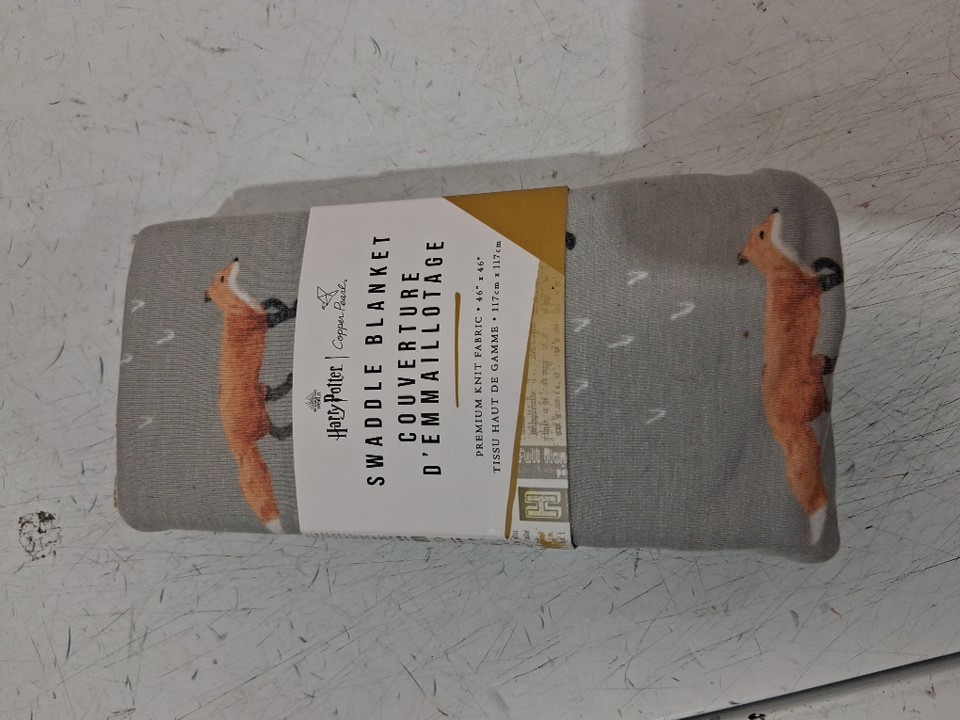 Harry Potter | Copper Pearl
SWADDLE BLANKET
COUVERTURE
D'EMMAILLOTAGE
PREMIUM KNIT FABRIC • 46" x 46"
TISSU HAUT DE GAMME • 117cm x 117cm